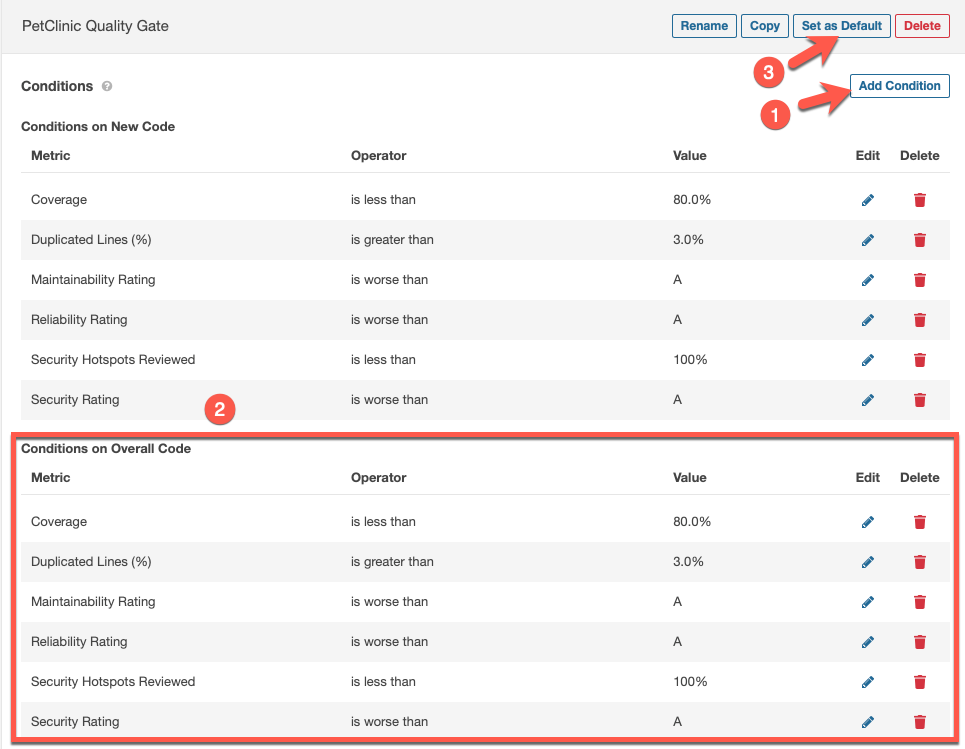 PetClinic Quality Gate Rename Copy Set as Default Delete
3
Conditions ? Add Condition
1
Conditions on New Code
Metric Operator Value Edit Delete
Coverage is less than 80.0%
Duplicated Lines (%) is greater than 3.0%
Maintainability Rating is worse than A
Reliability Rating is worse than A
Security Hotspots Reviewed is less than 100%
Security Rating is worse than A
2
Conditions on Overall Code
Metric Operator Value Edit Delete
Coverage is less than 80.0%
Duplicated Lines (%) is greater than 3.0%
Maintainability Rating is worse than A
Reliability Rating is worse than A
Security Hotspots Reviewed is less than 100%
Security Rating is worse than A